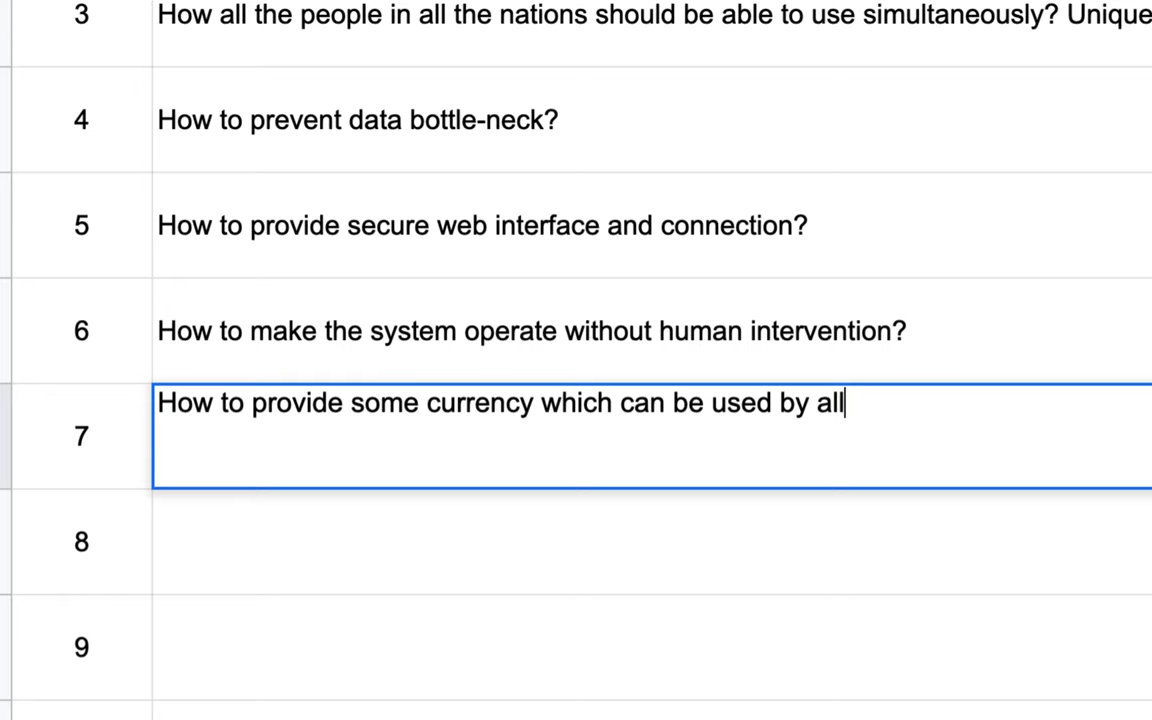 3 How all the people in all the nations should be able to use simultaneously? Unique
4 How to prevent data bottle-neck?
5 How to provide secure web interface and connection?
6 How to make the system operate without human intervention?
7 How to provide some currency which can be used by all
8
9